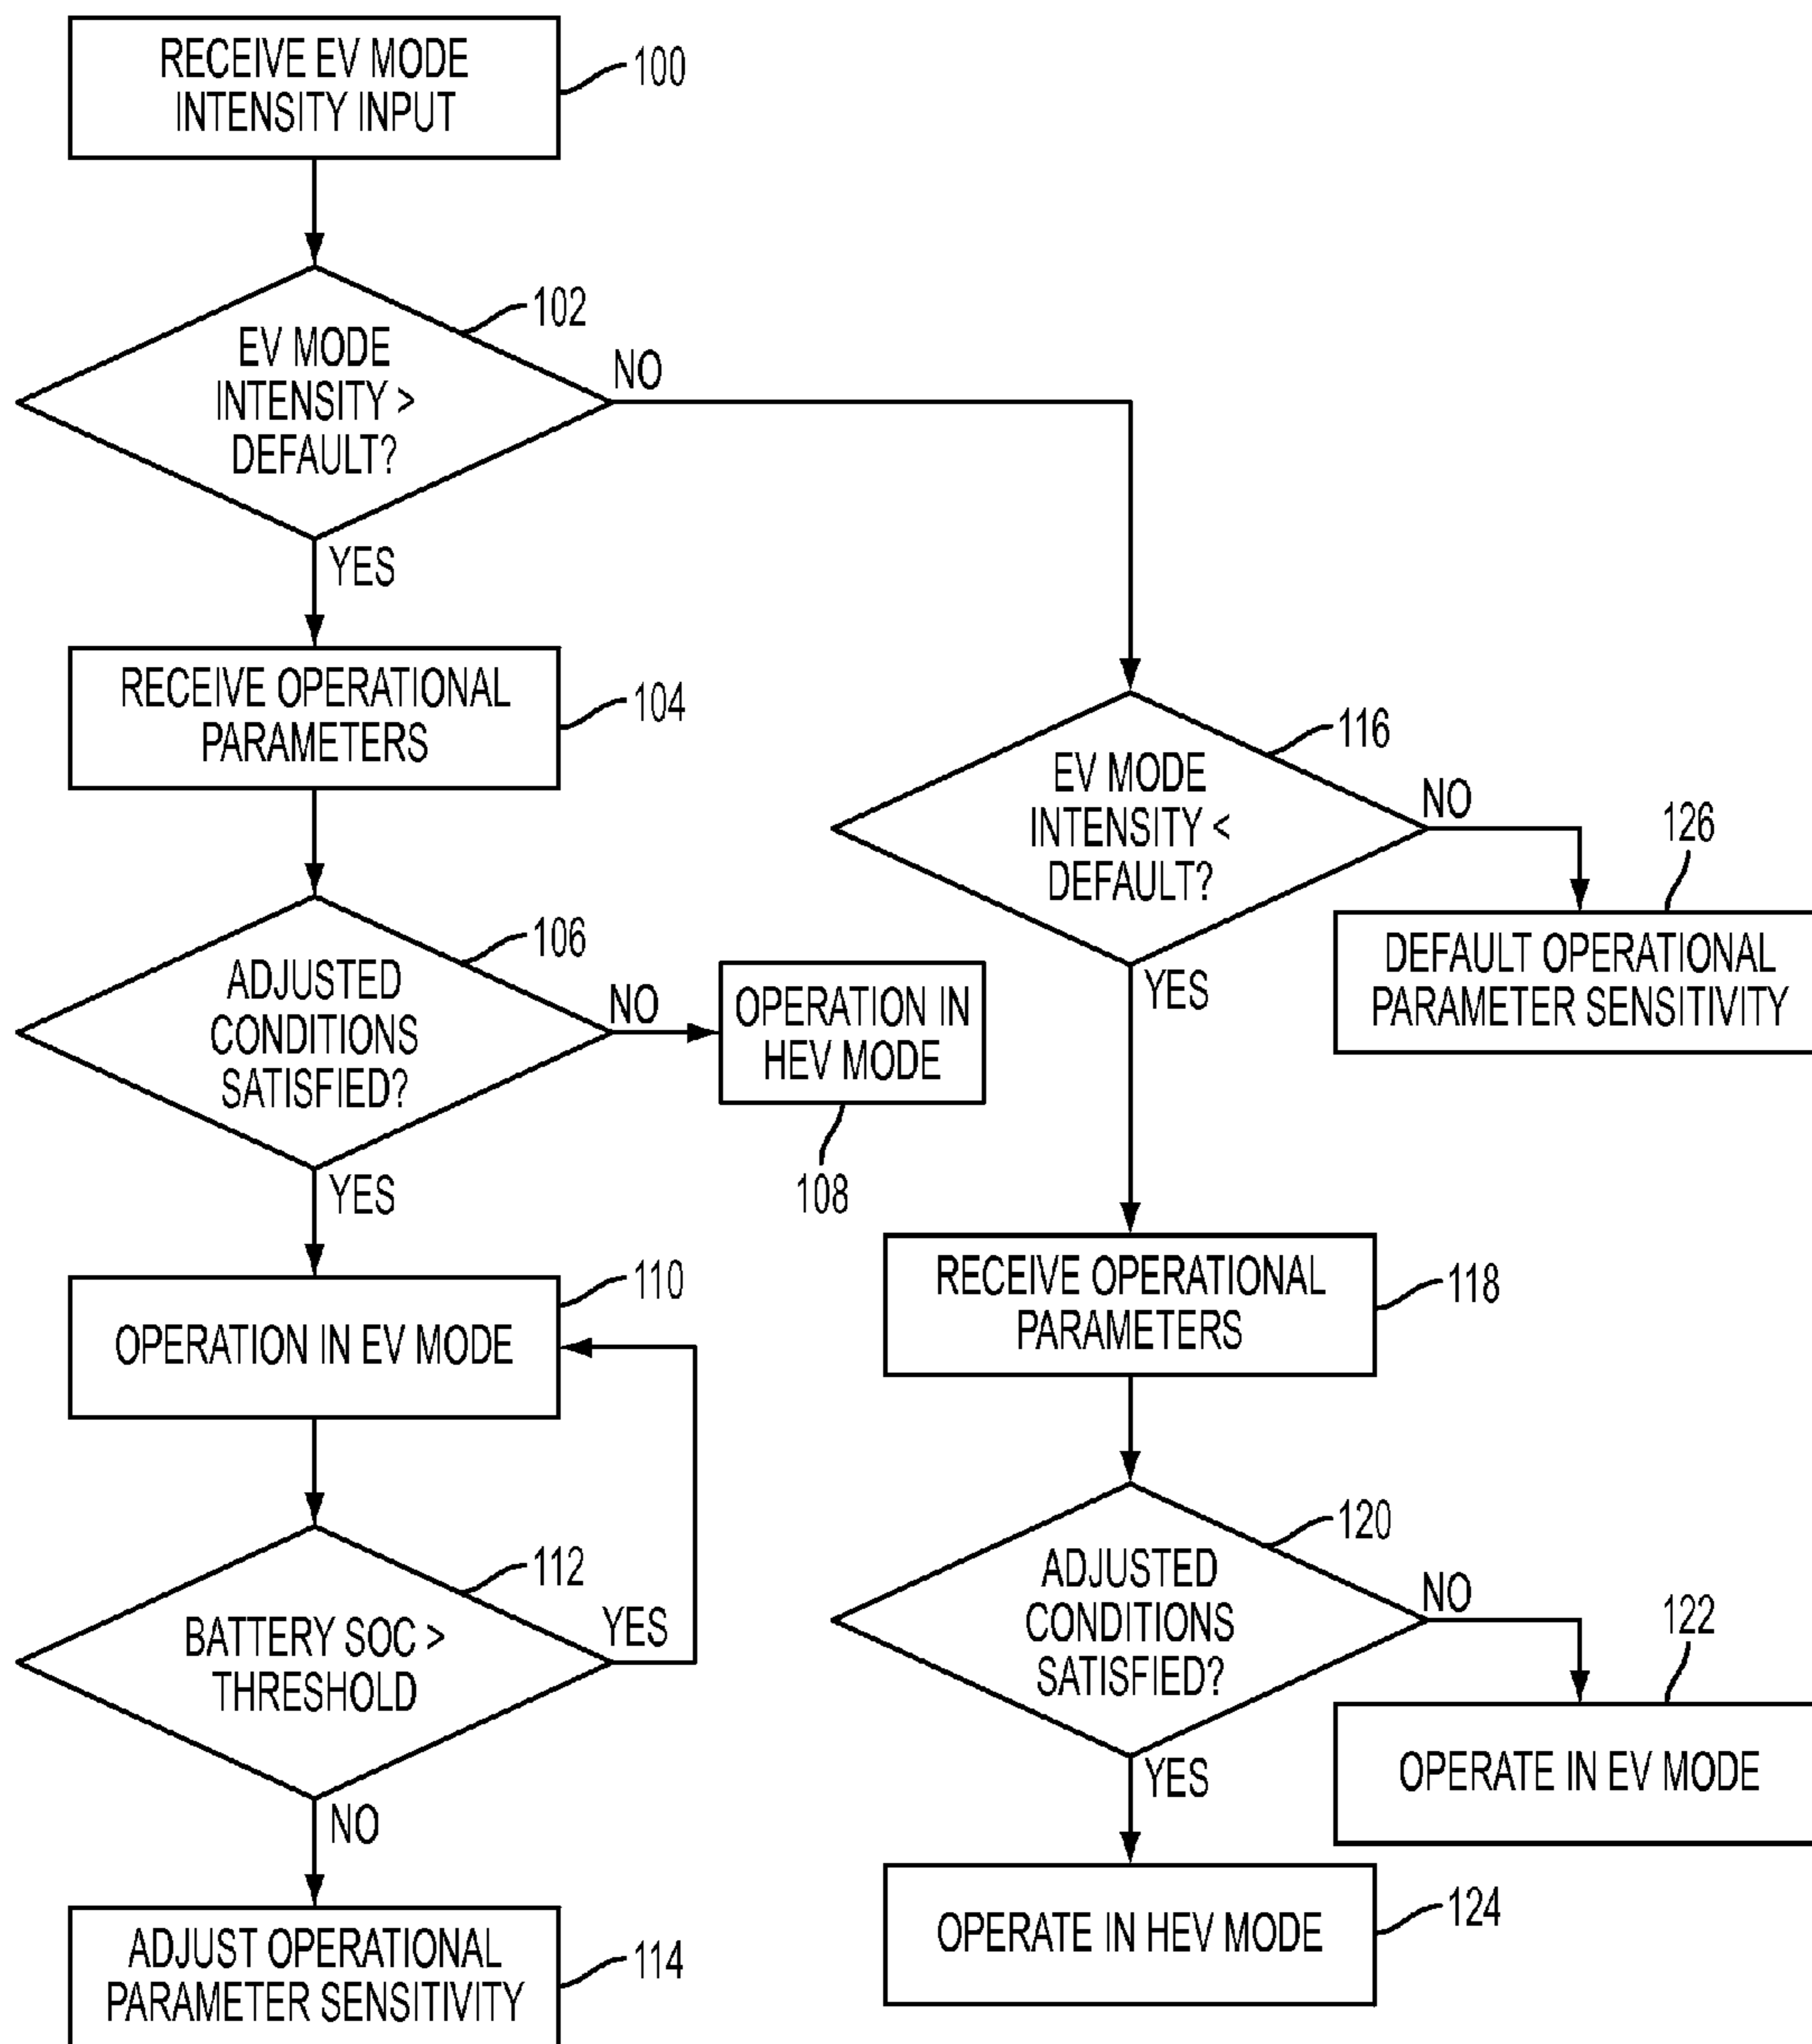 RECEIVE EV MODE
INTENSITY INPUT
100
EV MODE
INTENSITY >
DEFAULT?
102
NO
YES
RECEIVE OPERATIONAL
PARAMETERS
104
ADJUSTED
CONDITIONS
SATISFIED?
106
NO
OPERATION IN
HEV MODE
108
YES
OPERATION IN EV MODE
110
BATTERY SOC >
THRESHOLD
112
YES
NO
ADJUST OPERATIONAL
PARAMETER SENSITIVITY
114
EV MODE
INTENSITY <
DEFAULT?
116
NO
126
DEFAULT OPERATIONAL
PARAMETER SENSITIVITY
YES
RECEIVE OPERATIONAL
PARAMETERS
118
ADJUSTED
CONDITIONS
SATISFIED?
120
NO
122
OPERATE IN EV MODE
YES
OPERATE IN HEV MODE
124